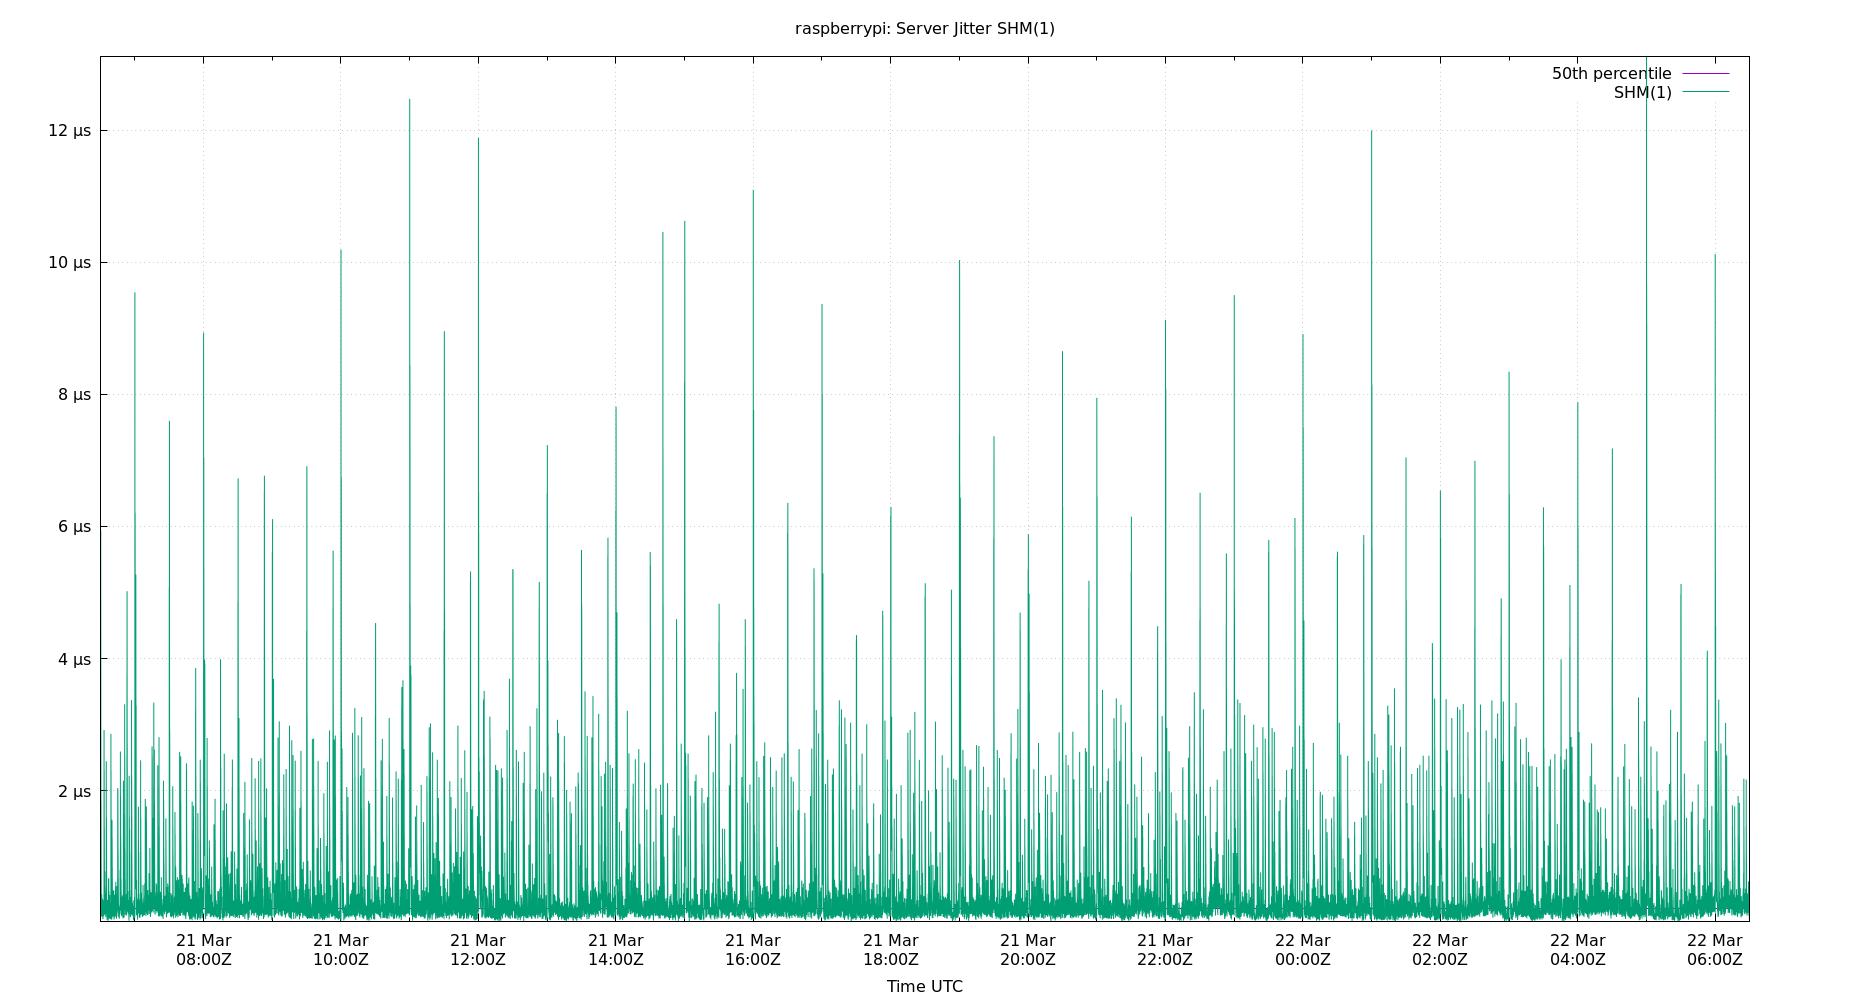 raspberrypi: Server Jitter SHM(1)
50th percentile
SHM(1)
12 µs
10 µs
8 µs
6 µs
4 µs
2 µs
21 Mar 21 Mar 21 Mar 21 Mar 21 Mar 21 Mar 21 Mar 21 Mar 22 Mar 22 Mar 22 Mar 22 Mar
08:00Z 10:00Z 12:00Z 14:00Z 16:00Z 18:00Z 20:00Z 22:00Z 00:00Z 02:00Z 04:00Z 06:00Z
Time UTC